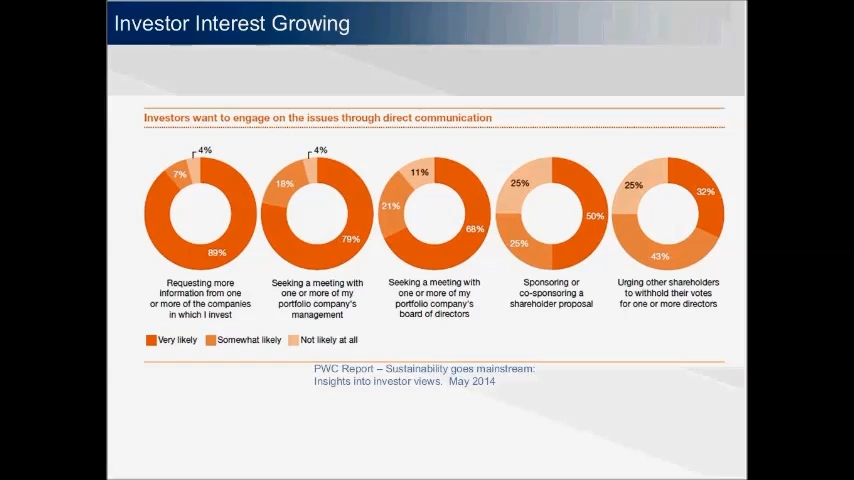 Investor Interest Growing
Investors want to engage on the issues through direct communication
4%
7%
89%
4%
18%
79%
11%
21%
68%
25%
50%
25%
25%
32%
43%
Requesting more
information from one
or more of the companies
in which I invest
Seeking a meeting with
one or more of my
portfolio company's
management
Seeking a meeting with
one or more of my
portfolio company's
board of directors
Sponsoring or
co-sponsoring a
shareholder proposal
Urging other shareholders
to withhold their votes
for one or more directors
Very likely Somewhat likely Not likely at all
PWC Report – Sustainability goes mainstream:
Insights into investor views. May 2014